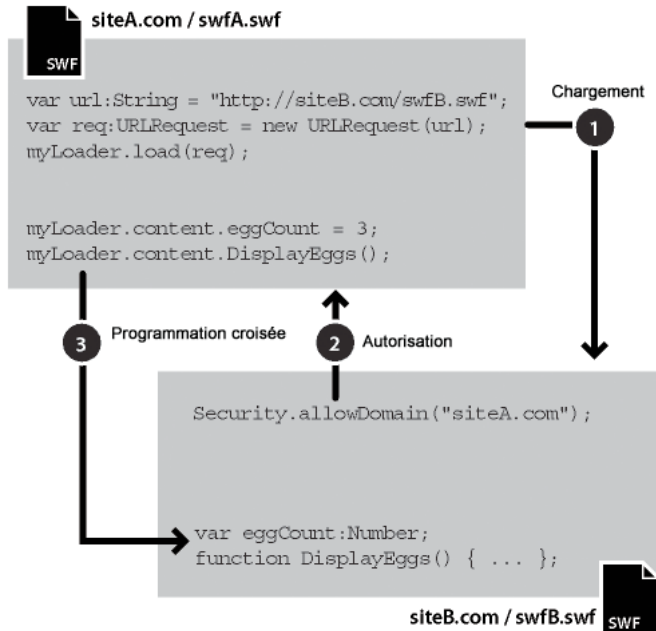 siteA.com / swfA.swf
SWF
var url:String = "http://siteB.com/swfB.swf";
var req:URLRequest = new URLRequest(url);
myLoader.load(req);
Chargement
1
myLoader.content.eggCount = 3;
myLoader.content.DisplayEggs();
3
Programmation croisée
2
Autorisation
Security.allowDomain("siteA.com");
var eggCount:Number;
function DisplayEggs() { ... };
siteB.com / swfB.swf
SWF